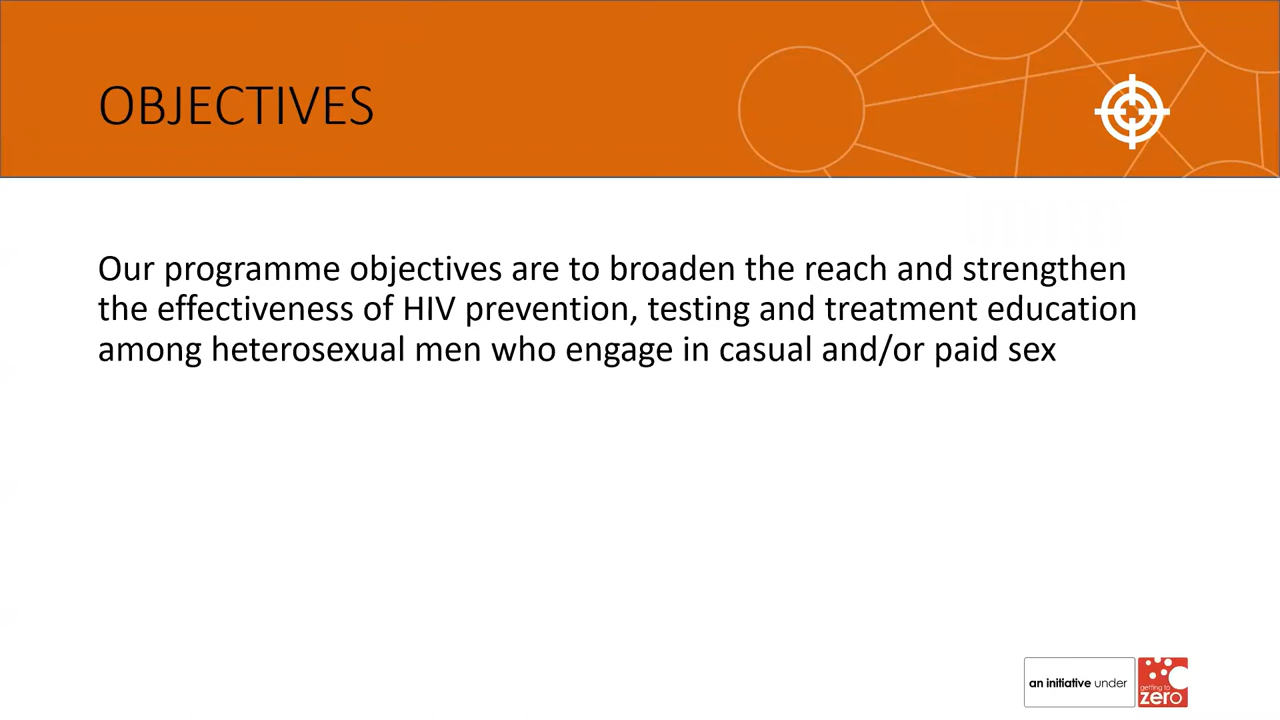 OBJECTIVES
Our programme objectives are to broaden the reach and strengthen
the effectiveness of HIV prevention, testing and treatment education
among heterosexual men who engage in casual and/or paid sex
an initiative under
getting to
zero